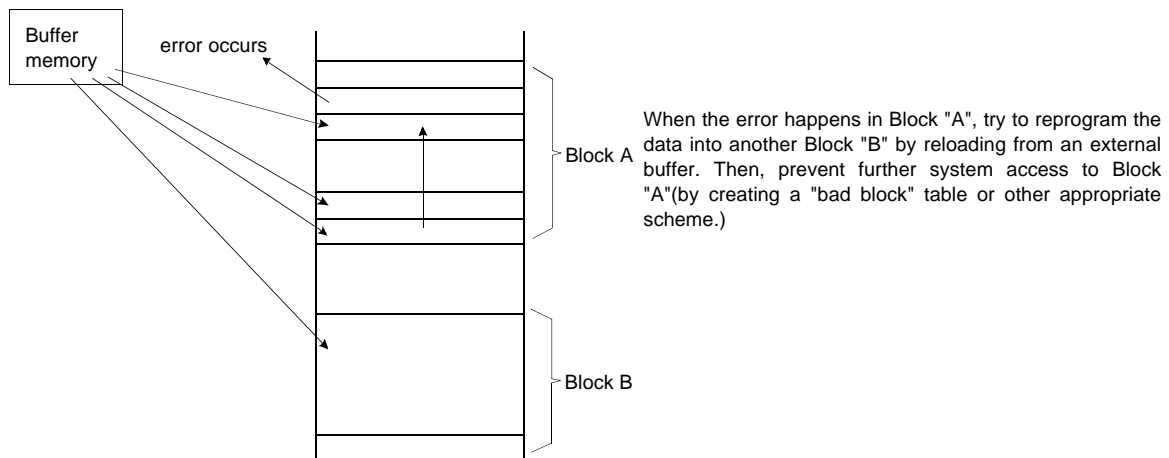 Buffer
memory
error occurs
Block A
When the error happens in Block "A", try to reprogram the
data into another Block "B" by reloading from an external
buffer. Then, prevent further system access to Block
"A"(by creating a "bad block" table or other appropriate
scheme.)
Block B